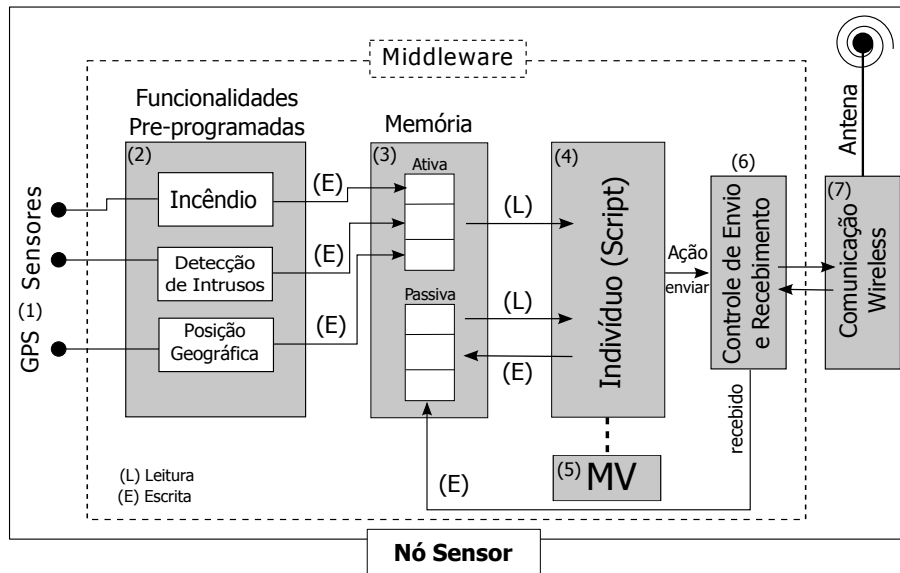 Middleware
Antena
Funcionalidades
Pre-programadas
Memória
(2)
(3)
Ativa
(4)
(6)
(7)
Sensores
(1)
GPS
Incêndio
(E)
Detecção
de Intrusos
(E)
Posição
Geográfica
(E)
Passiva
(L)
(L)
(E)
Indivíduo (Script)
Ação
enviar
Controle de Envio
e Recebimento
Comunicação
Wireless
recebido
(5)
MV
(E)
(L) Leitura
(E) Escrita
Nó Sensor